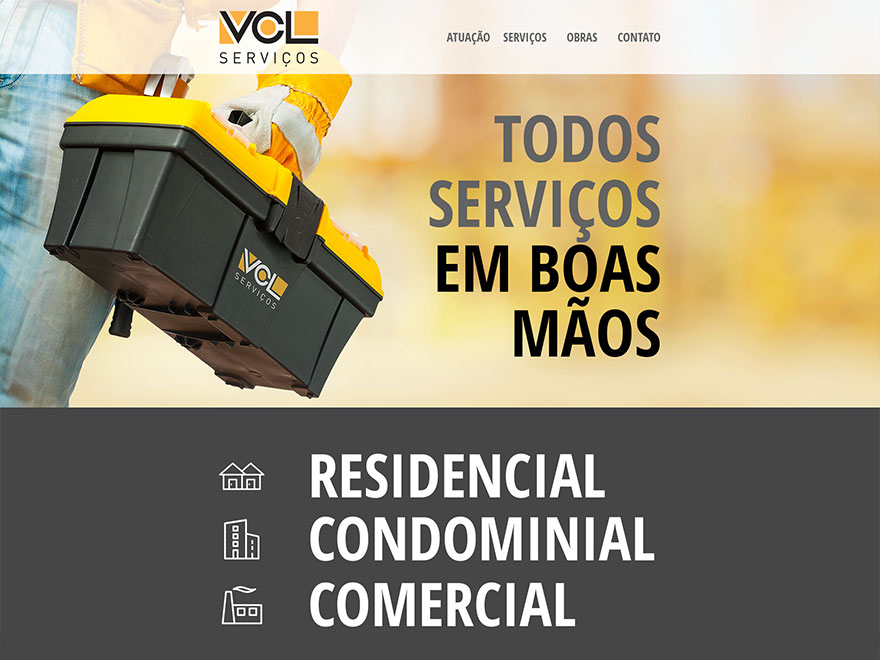 VCL
SERVIÇOS
ATUAÇÃO SERVIÇOS OBRAS CONTATO
TODOS
SERVIÇOS
EM BOAS
MÃOS
VCL
SERVIÇOS
RESIDENCIAL
CONDOMINIAL
COMERCIAL